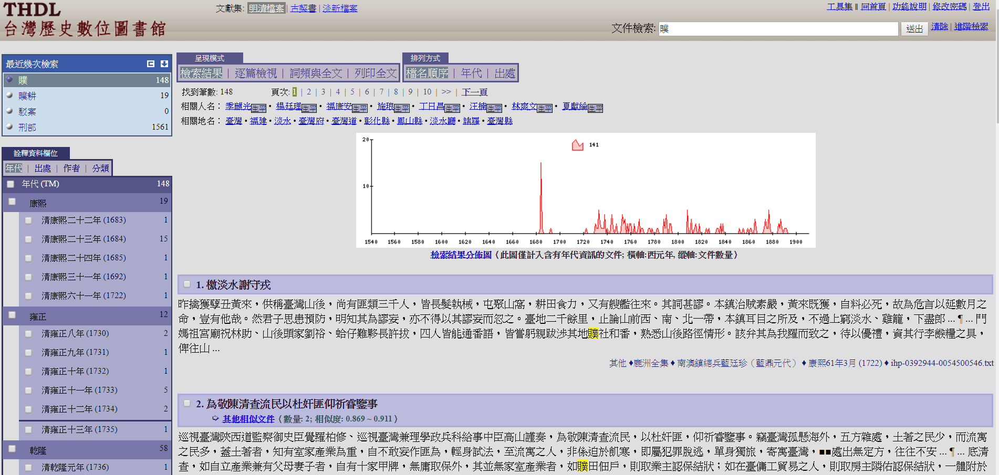 THDL
台灣歷史數位圖書館
文獻集: 明清檔案 | 古契書 | 淡新檔案
工具集 || 回首頁 | 功能說明 | 修改密碼 | 登出
文件檢索: 贌 送出 清除 | 進階檢索
最近幾次檢索
贌 148
贌耕 19
駁案 0
刑部 1561
詮釋資料欄位
年代 | 出處 | 作者 | 分類
年代 (TM) 148
康熙 19
清康熙二十二年 (1683) 1
清康熙二十三年 (1684) 15
清康熙二十四年 (1685) 1
清康熙三十一年 (1692) 1
清康熙六十一年 (1722) 1
雍正 12
清雍正八年 (1730) 2
清雍正九年 (1731) 1
清雍正十年 (1732) 1
清雍正十一年 (1733) 5
清雍正十二年 (1734) 2
清雍正十三年 (1735) 1
乾隆 58
清乾隆元年 (1736) 1
呈現模式
檢索結果 | 逐篇檢視 | 詞頻與全文 | 列印全文
排列方式
檔名順序 | 年代 | 出處
找到筆數: 148 頁次: 1 | 2 | 3 | 4 | 5 | 6 | 7 | 8 | 9 | 10 | >> | 下一頁
相關人名： 季麒光生平 • 楊廷理生平 • 福康安生平 • 施琅生平 • 丁日昌生平 • 汪楠生平 • 林爽文生平 • 夏獻綸生平
相關地名： 臺灣 • 福建 • 淡水 • 臺灣府 • 臺灣道 • 彰化縣 • 鳳山縣 • 淡水廳 • 諸羅 • 臺灣縣
20
141
10
1540 1560 1580 1600 1620 1640 1660 1680 1700 1720 1740 1760 1780 1800 1820 1840 1860 1880 1900
檢索結果分佈圖 (此圖僅計入含有年代資訊的文件; 橫軸:西元年, 縱軸:文件數量)
1. 檄淡水謝守戎
昨擒獲孽丑黃來，供稱臺灣山後，尚有匪類三千人，皆長髮執械，屯聚山窩，耕田食力，又有艘艦往來。其詞甚謬。本鎮治賊素嚴，黃來既獲，自料必死，故為危言以延數月之
命，豈有他哉。然君子思患預防，明知其為謬妄，亦不得以其謬妄而忽之。臺地二千餘里，止論山前西、南、北一帶，本鎮耳目之所及，不過上窮淡水、雞籠，下盡郎 ... ¶ ... 門
媽祖宮廟祝林助、山後頭家劉裕、蛤仔難夥長許拔，四人皆能通番語，皆嘗躬親跋涉其地贌社和番，熟悉山後路徑情形。該弁其為我羅而致之，待以優禮，資其行李餱糧之具，
俾往山 ...
其他 ♦鹿洲全集 ♦ 南澳鎮總兵藍廷珍（藍鼎元代） ♦ 康熙61年3月 (1722) ♦ ihp-0392944-0054500546.txt
2. 為敬陳清查流民以杜奸匪仰祈睿鑒事
其他相似文件 (數量: 2; 相似度: 0.869 ~ 0.911 )
巡視臺灣陝西道監察御史臣覺羅柏修、巡視臺灣兼理學政兵科給事中臣高山謹奏，為敬陳清查流民，以杜奸匪，仰祈睿鑒事。竊臺灣孤懸海外，五方雜處，土著之民少，而流寓
之民多，蓋土著者，知有室家產業為重，自不敢妄作匪為，輕身試法，至流寓之人，非係迫於飢寒，即屬犯罪脫逃，單身獨旅，寄寓臺灣，■■處出無定方，往往不安 ... ¶ ... 底清
查，如自立產業兼有父母妻子者，自有十家甲牌，無庸取保外，其並無家室產業者，如贌田佃戶，則取業主認保結狀；如在臺傭工貿易之人，則取房主隣佑認保結狀，一體附於